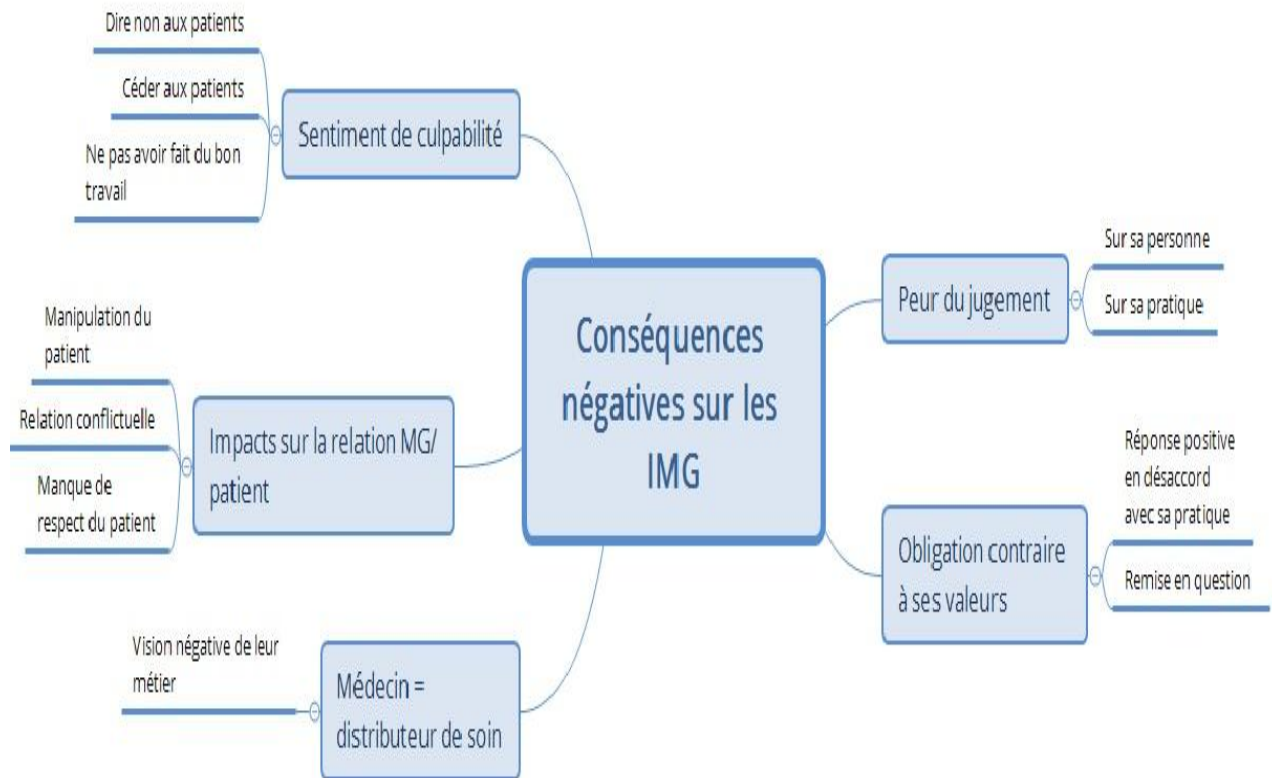 Dire non aux patients
Céder aux patients
Ne pas avoir fait du bon
travail
Sentiment de culpabilité
Manipulation du
patient
Relation conflictuelle
Manque de
respect du patient
Impacts sur la relation MG/
patient
Vision négative de leur
métier
Médecin =
distributeur de soin
Conséquences
négatives sur les
IMG
Peur du jugement
Sur sa personne
Sur sa pratique
Obligation contraire
à ses valeurs
Réponse positive
en désaccord
avec sa pratique
Remise en question